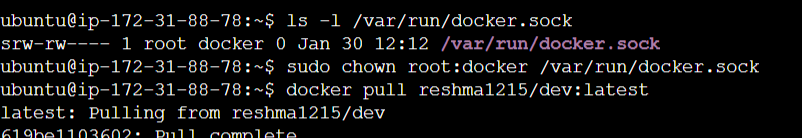 ubuntu@ip-172-31-88-78:~$ ls -l /var/run/docker.sock
srw-rw---- 1 root docker 0 Jan 30 12:12 /var/run/docker.sock
ubuntu@ip-172-31-88-78:~$ sudo chown root:docker /var/run/docker.sock
ubuntu@ip-172-31-88-78:~$ docker pull reshma1215/dev:latest
latest: Pulling from reshma1215/dev
619be1103602: Pull complete